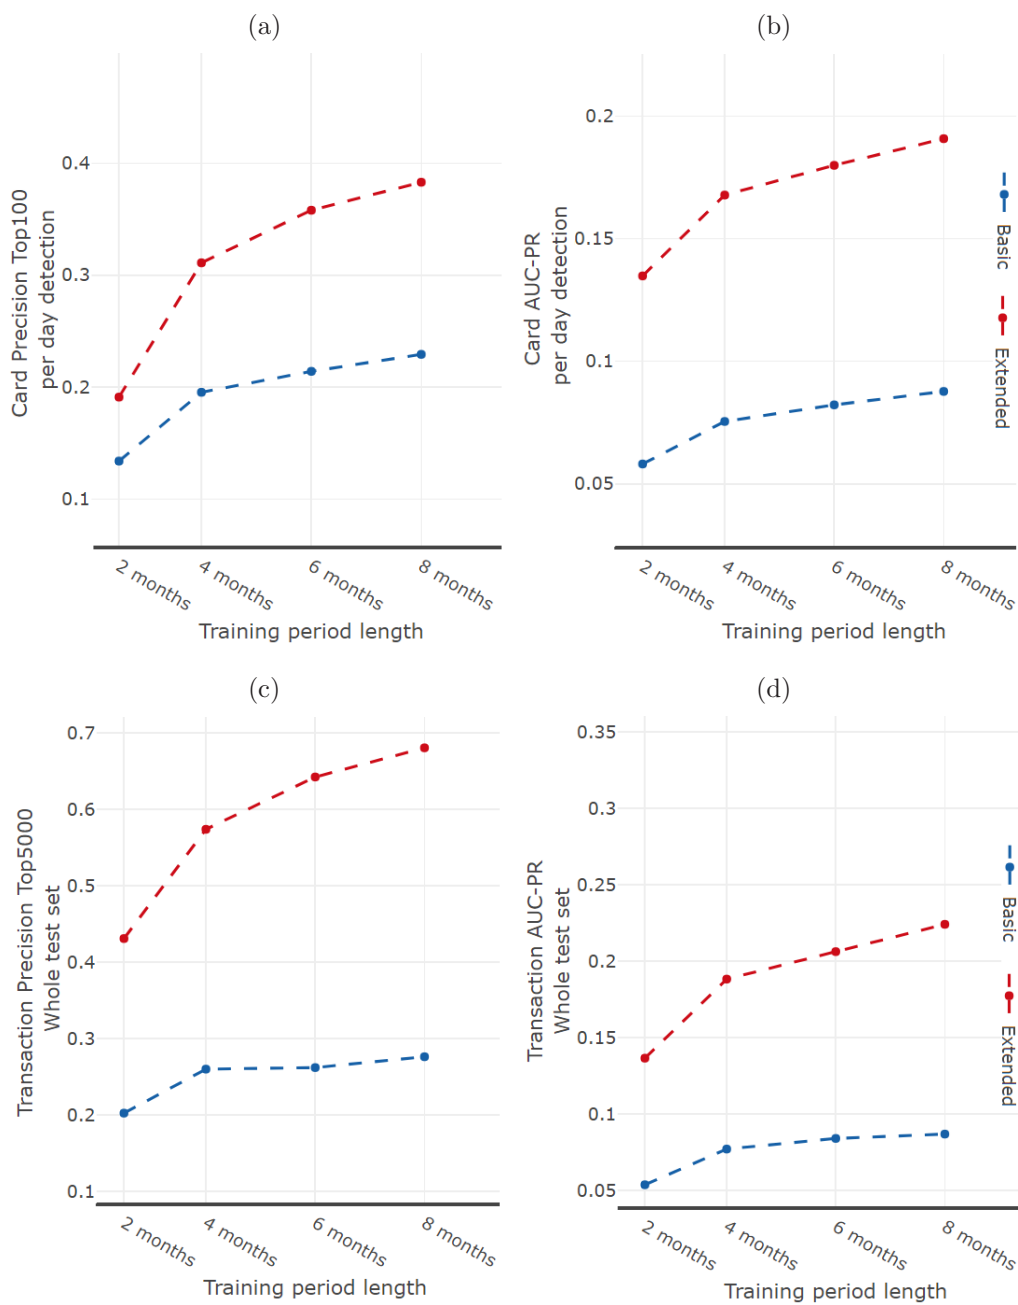 (a)
Card Precision Top100
per day detection
0.4
0.3
0.2
0.1
2 months
4 months
6 months
8 months
Training period length
(b)
Card AUC-PR
per day detection
0.2
0.15
0.1
0.05
2 months
4 months
6 months
8 months
Training period length
Basic
Extended
(c)
Transaction Precision Top5000
Whole test set
0.7
0.6
0.5
0.4
0.3
0.2
0.1
2 months
4 months
6 months
8 months
Training period length
(d)
Transaction AUC-PR
Whole test set
0.35
0.3
0.25
0.2
0.15
0.1
0.05
2 months
4 months
6 months
8 months
Training period length
Basic
Extended